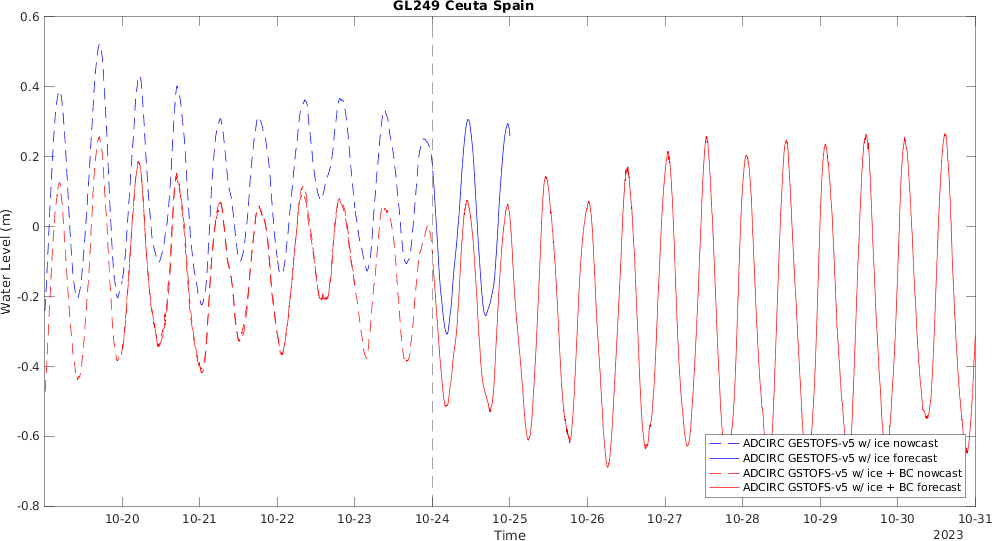 GL249 Ceuta Spain
0.6
0.4
0.2
0
-0.2
-0.4
-0.6
-0.8
Water Level (m)
ADCIRC GESTOFS-v5 w/ ice nowcast
ADCIRC GESTOFS-v5 w/ ice forecast
ADCIRC GSTOFS-v5 w/ ice + BC nowcast
ADCIRC GSTOFS-v5 w/ ice + BC forecast
10-20 10-21 10-22 10-23 10-24 10-25 10-26 10-27 10-28 10-29 10-30 10-31
Time
2023